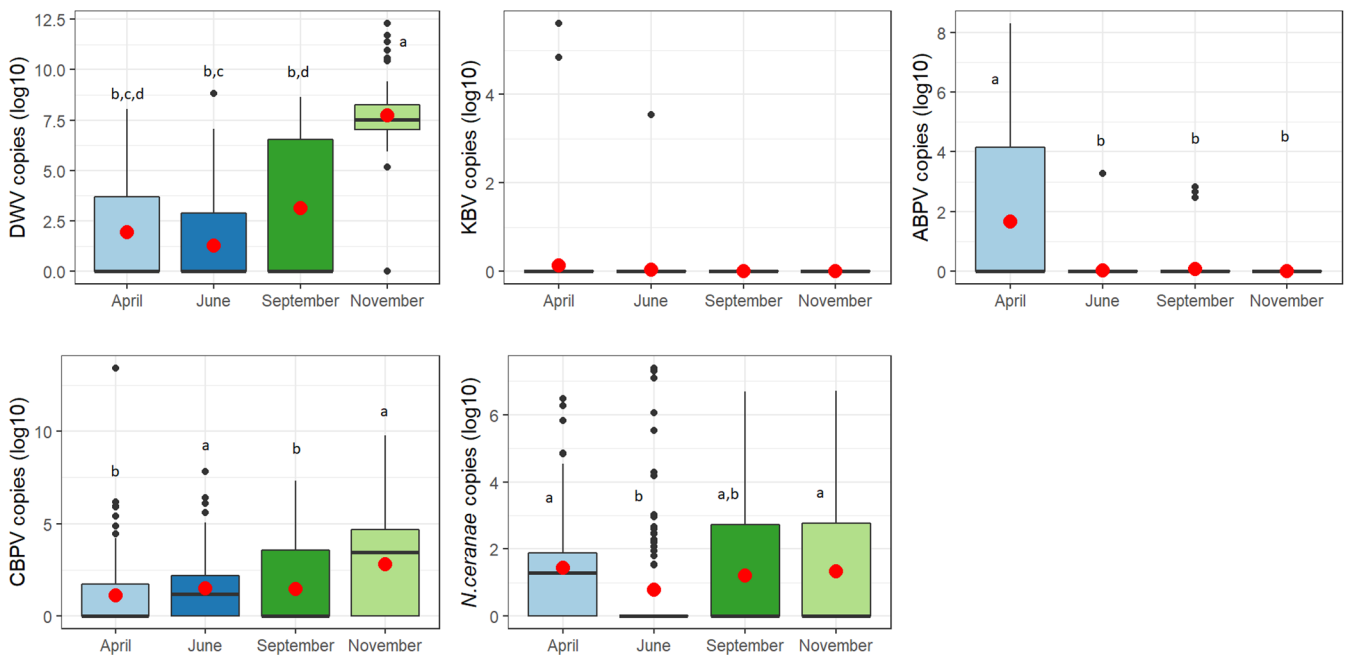 DWV copies (log10)
12.5
10.0
7.5
5.0
2.5
0.0
b,c,d
b,c
b,d
a
April June September November
KBV copies (log10)
4
2
0
April June September November
ABPV copies (log10)
8
6
4
2
0
a
b
b
b
April June September November
CBPV copies (log10)
10
5
0
b
a
b
a
April June September November
N.ceranae copies (log10)
6
4
2
0
a
b
a,b
a
April June September November